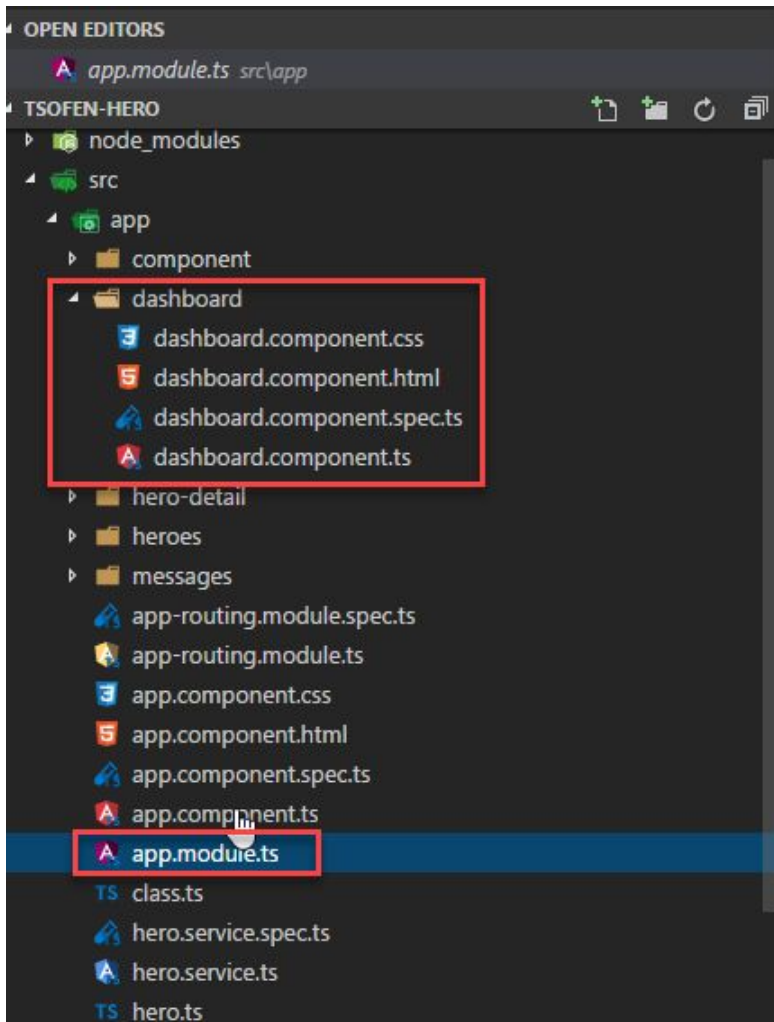 OPEN EDITORS
app.module.ts src\app
TSOFEN-HERO
node_modules
src
app
component
dashboard
dashboard.component.css
dashboard.component.html
dashboard.component.spec.ts
dashboard.component.ts
hero-detail
heroes
messages
app-routing.module.spec.ts
app-routing.module.ts
app.component.css
app.component.html
app.component.spec.ts
app.component.ts
app.module.ts
TS class.ts
hero.service.spec.ts
hero.service.ts
TS hero.ts